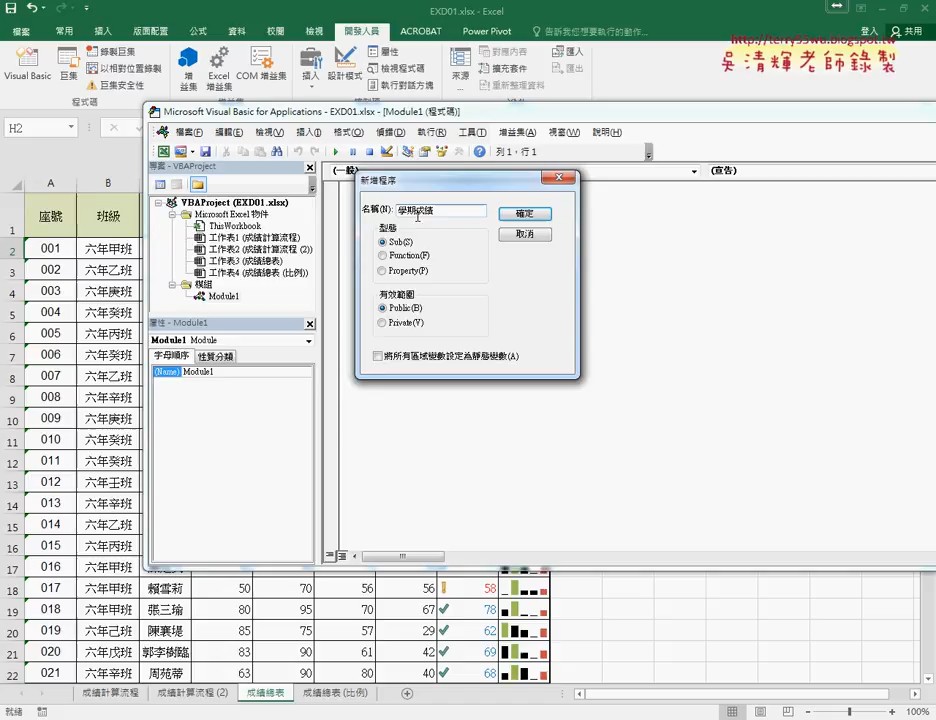 EXD01.xlsx - Excel
檔案 常用 插入 版面配置 公式 資料 校閱 檢視 開發人員 ACROBAT Power Pivot 告訴我您想要執行的動作... 登入 共用
http://terry55wu.blogspot.tw
吳清輝老師錄製
Visual Basic 巨集 錄製巨集 以相對位置錄製 巨集安全性
增益集 Excel 增益集 COM 增益集 插入 設計模式 屬性 檢視程式碼 執行對話方塊
來源 對應內容 擴充套件 重新整理資料 匯入 匯出
程式碼
H2
Microsoft Visual Basic for Applications - EXD01.xlsx - [Module1 (程式碼)]
檔案(F) 編輯(E) 檢視(V) 插入(I) 格式(O) 偵錯(D) 執行(R) 工具(T) 增益集(A) 視窗(W) 說明(H)
列 1，行 1
專案 - VBAProject
(一般) (宣告)
VBAProject (EXD01.xlsx)
Microsoft Excel 物件
ThisWorkbook
工作表1 (成績計算流程)
工作表2 (成績計算流程 (2))
工作表3 (成績總表)
工作表4 (成績總表 (比例))
模組
Module1
屬性 - Module1
Module1 Module
字母順序 性質分類
(Name) Module1
新增程序
名稱(N): 學期成績
確定
取消
型態
Sub(S)
Function(F)
Property(P)
有效範圍
Public(B)
Private(V)
將所有區域變數設定為靜態變數(A)
A B
1 座號 班級
2 001 六年甲班
3 002 六年乙班
4 003 六年庚班
5 004 六年癸班
6 005 六年丙班
7 006 六年癸班
8 007 六年乙班
9 008 六年辛班
10 009 六年庚班
11 010 六年癸班
12 011 六年癸班
13 012 六年壬班
14 013 六年辛班
15 014 六年乙班
16 015 六年丙班
17 016 六年甲班
18 017 六年甲班 賴雪莉 50 70 56 56 58
19 018 六年甲班 張三瑜 80 95 70 67 78
20 019 六年己班 陳襄堤 85 75 57 29 62
21 020 六年戊班 郭李樹臨 83 90 61 42 69
22 021 六年辛班 周苑蒂 63 90 80 40 68
成績計算流程 成績計算流程 (2) 成績總表 成績總表 (比例)
就緒 100%